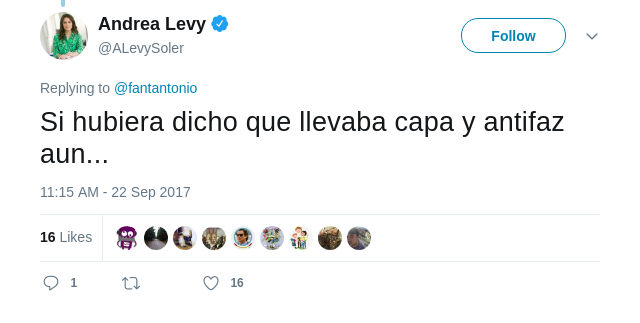 Andrea Levy
@ALevySoler
Follow
Replying to @fantantonio
Si hubiera dicho que llevaba capa y antifaz
aun...
11:15 AM - 22 Sep 2017
16 Likes
1
16